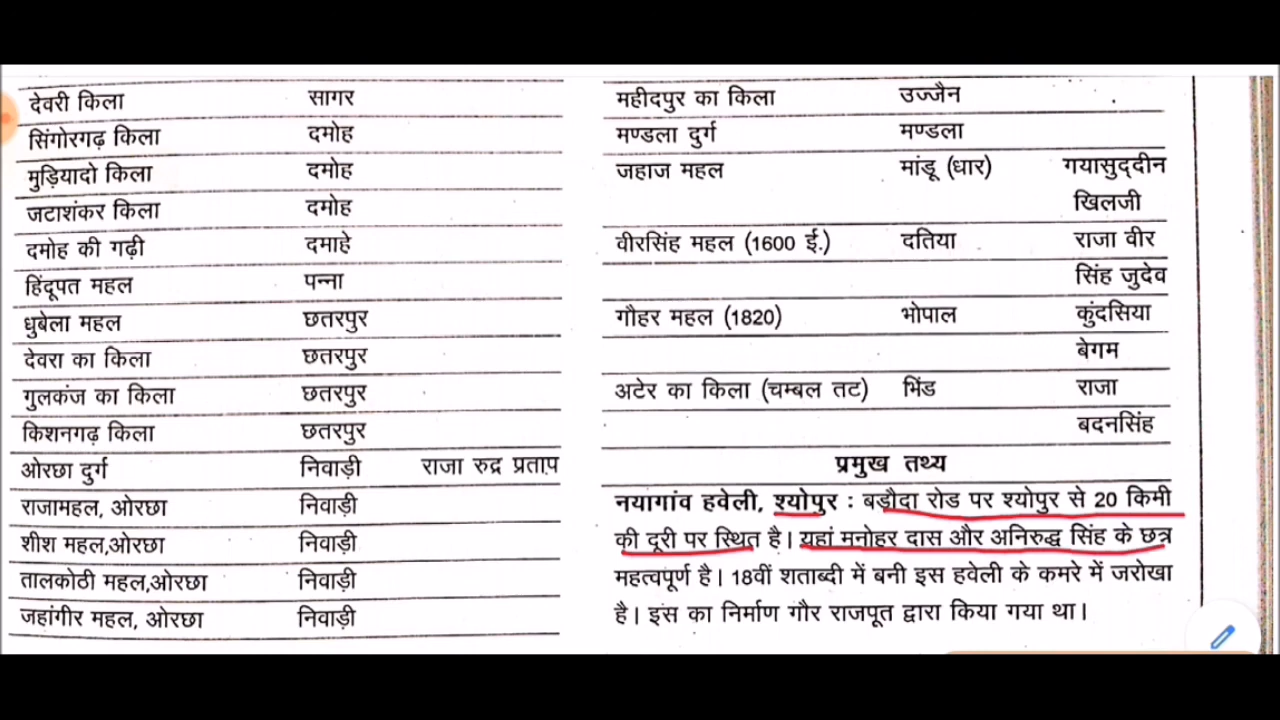 देवरी किला सागर
सिंगोरगढ़ किला दमोह
मुड़ियादो किला दमोह
जटाशंकर किला दमोह
दमोह की गढ़ी दमाहे
हिंदूपत महल पन्ना
धुबेला महल छतरपुर
देवरा का किला छतरपुर
गुलकंज का किला छतरपुर
किशनगढ़ किला छतरपुर
ओरछा दुर्ग निवाड़ी राजा रुद्र प्रताप
राजामहल, ओरछा निवाड़ी
शीश महल,ओरछा निवाड़ी
तालकोठी महल,ओरछा निवाड़ी
जहांगीर महल, ओरछा निवाड़ी
महीदपुर का किला उज्जैन
मण्डला दुर्ग मण्डला
जहाज महल मांडू (धार) गयासुद्दीन
खिलजी
वीरसिंह महल (1600 ई.) दतिया राजा वीर
सिंह जुदेव
गौहर महल (1820) भोपाल कुंदसिया
बेगम
अटेर का किला (चम्बल तट) भिंड राजा
बदनसिंह
प्रमुख तथ्य
नयागांव हवेली, श्योपुर : बड़ौदा रोड पर श्योपुर से 20 किमी
की दूरी पर स्थित है। यहां मनोहर दास और अनिरुद्ध सिंह के छत्र
महत्वपूर्ण है। 18वीं शताब्दी में बनी इस हवेली के कमरे में जरोखा
है। इस का निर्माण गौर राजपूत द्वारा किया गया था।